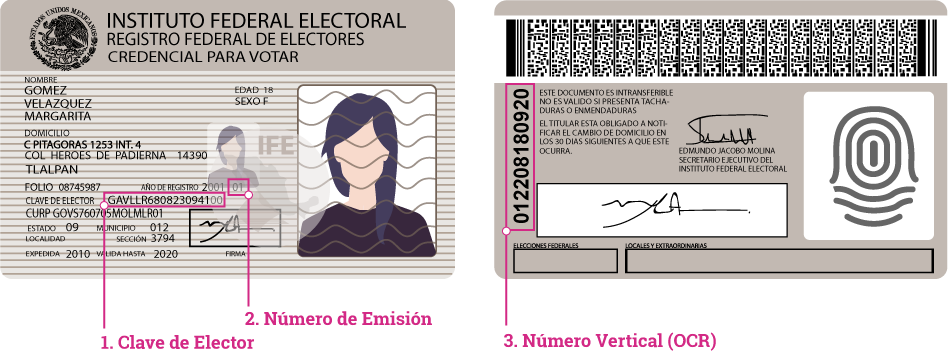 ESTADOS UNIDOS MEXICANOS
INSTITUTO FEDERAL ELECTORAL
REGISTRO FEDERAL DE ELECTORES
CREDENCIAL PARA VOTAR
NOMBRE
GOMEZ
VELAZQUEZ
MARGARITA
EDAD 18
SEXO F
DOMICILIO
C PITAGORAS 1253 INT. 4
COL HEROES DE PADIERNA 14390
TLALPAN
IFE
FOLIO 08745987 AÑO DE REGISTRO 2001 01
CLAVE DE ELECTOR GAVLLR680823094100
CURP GOVS760705MOLMLR01
ESTADO 09 MUNICIPIO 012
LOCALIDAD SECCIÓN 3794
EXPEDIDA 2010 VALIDA HASTA 2020 FIRMA
2. Número de Emisión
1. Clave de Elector
0122081180920
ESTE DOCUMENTO ES INTRANSFERIBLE
NO ES VALIDO SI PRESENTA TACHA-
DURAS O ENMENDADURAS
EL TITULAR ESTA OBLIGADO A NOTI-
FICAR EL CAMBIO DE DOMICILIO EN
LOS 30 DIAS SIGUIENTES A QUE ESTE
OCURRA.
EDMUNDO JACOBO MOLINA
SECRETARIO EJECUTIVO DEL
INSTITUTO FEDERAL ELECTORAL
ELECCIONES FEDERALES
LOCALES Y EXTRAORDINARIAS
3. Número Vertical (OCR)